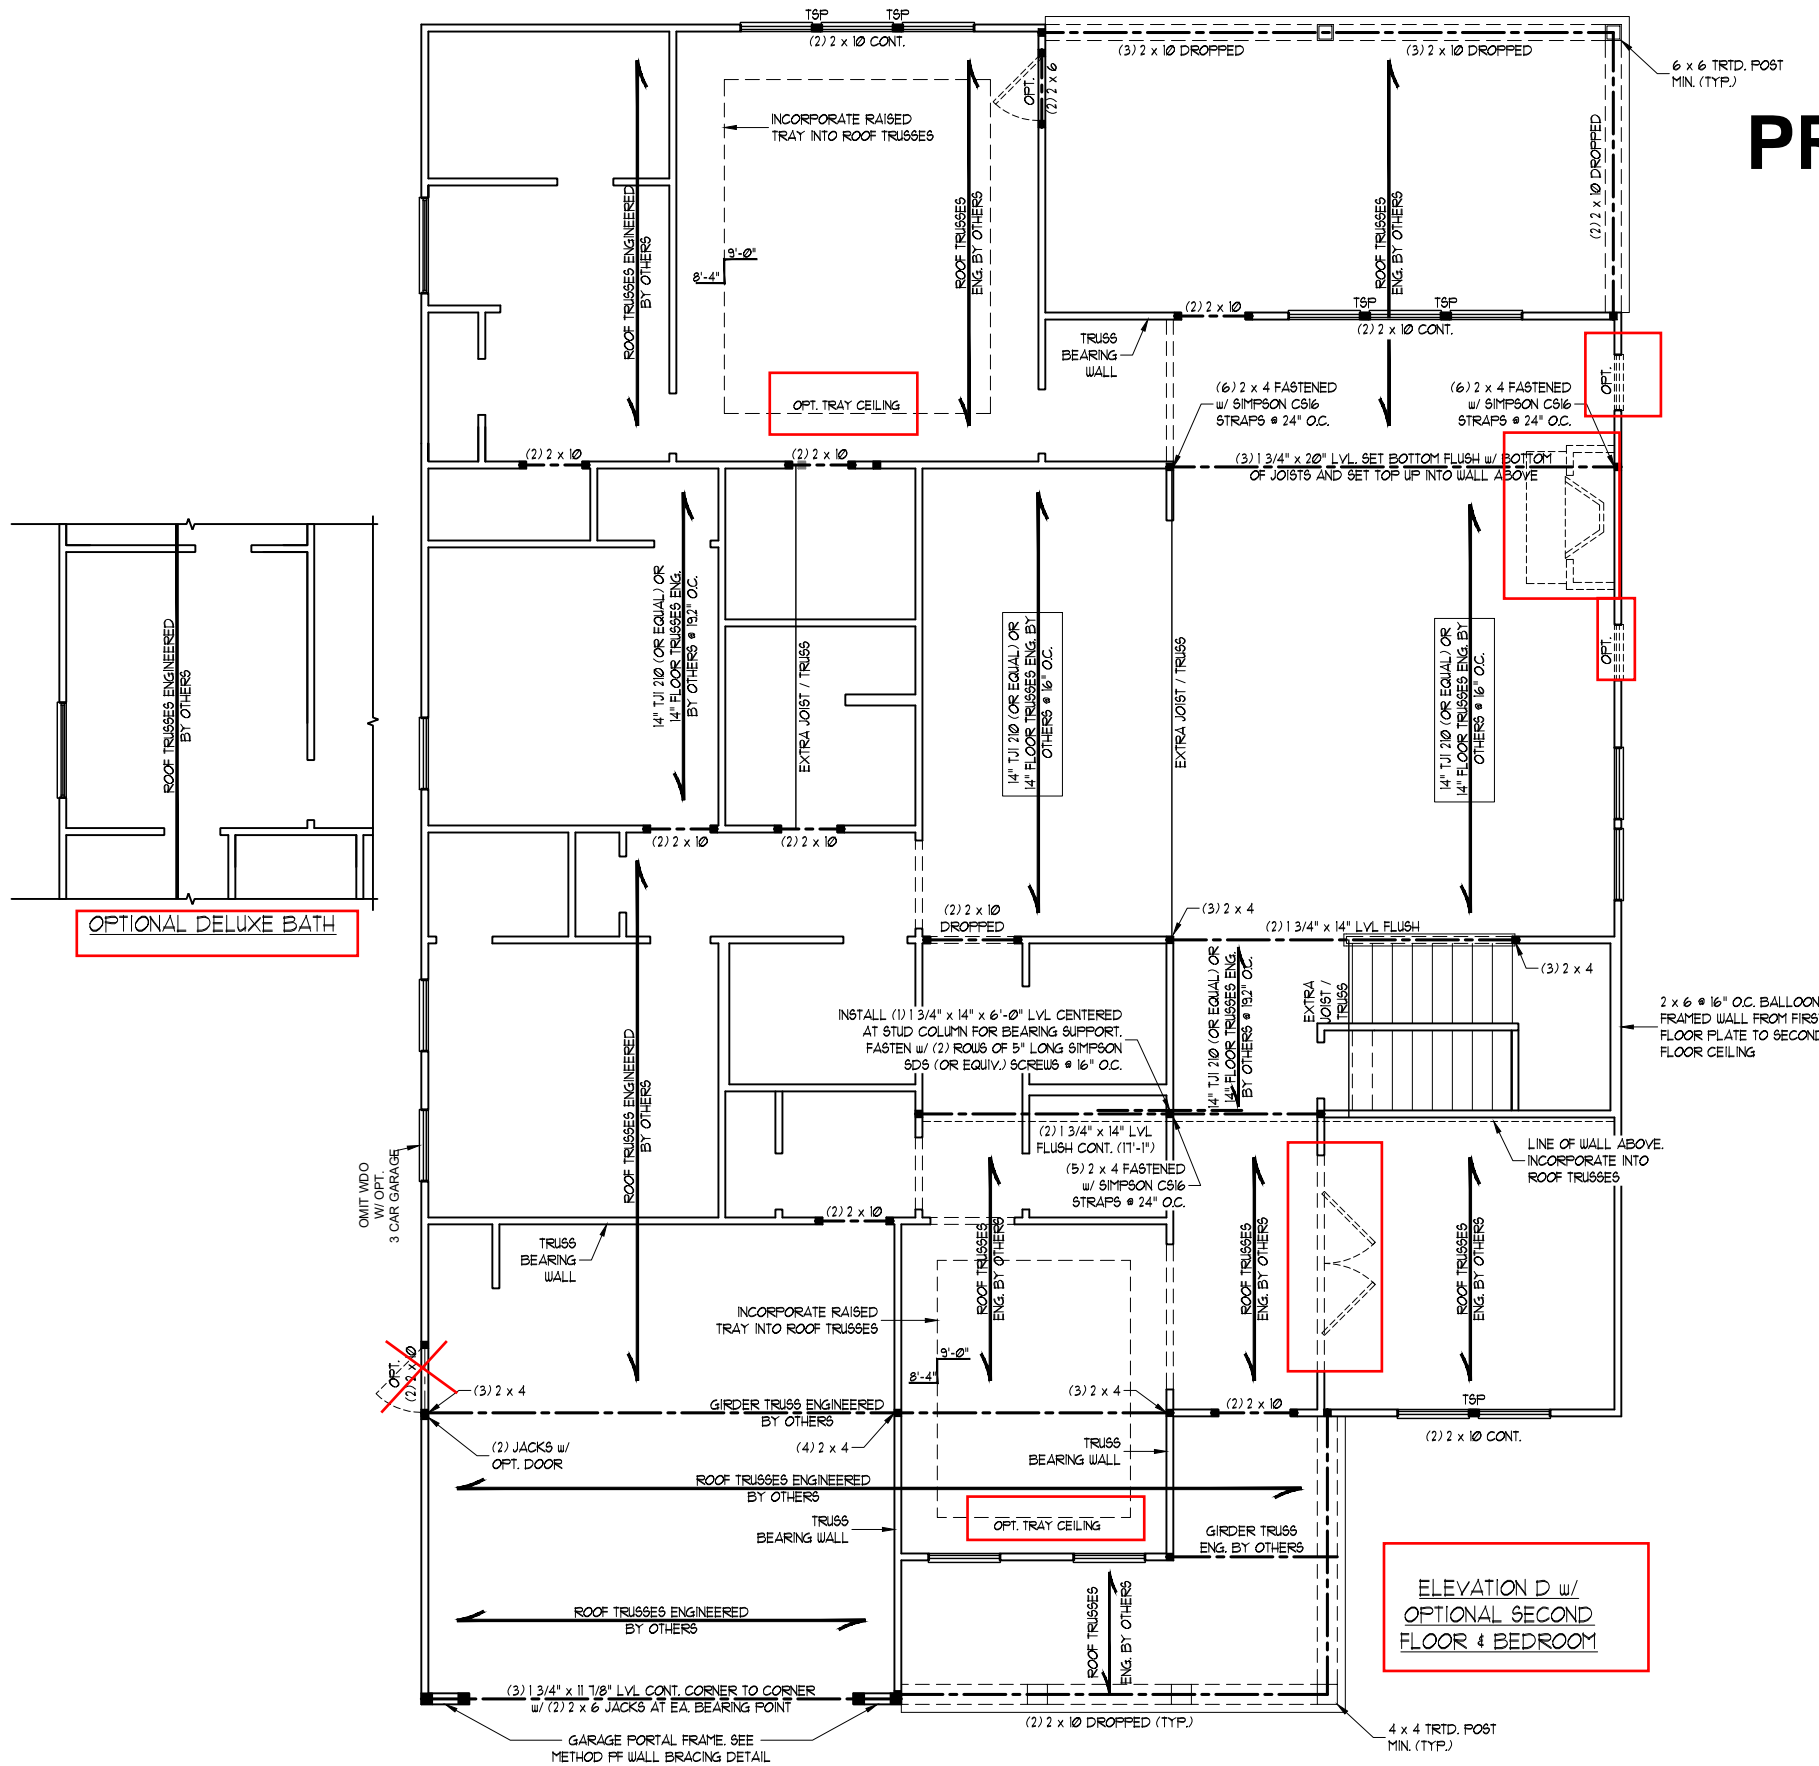 TSP
TSP
(2) 2 x 10 CONT.
(3) 2 x 10 DROPPED
(3) 2 x 10 DROPPED
6 x 6 TRTD. POST
MIN. (TYP.)
PR
OPT.
(2) 2 x 6
INCORPORATE RAISED
TRAY INTO ROOF TRUSSES
(2) 2 x 10 DROPPED
ROOF TRUSSES ENGINEERED
BY OTHERS
ROOF TRUSSES
ENG. BY OTHERS
ROOF TRUSSES
ENG. BY OTHERS
9'-0"
8'-4"
(2) 2 x 10
TSP
TSP
(2) 2 x 10 CONT.
TRUSS
BEARING
WALL
OPT.
OPT. TRAY CEILING
(6) 2 x 4 FASTENED
w/ SIMPSON CS16
STRAPS @ 24" O.C.
(6) 2 x 4 FASTENED
w/ SIMPSON CS16
STRAPS @ 24" O.C.
(2) 2 x 10
(2) 2 x 10
(3) 1 3/4" x 20" LVL. SET BOTTOM FLUSH w/ BOTTOM
OF JOISTS AND SET TOP UP INTO WALL ABOVE
ROOF TRUSSES ENGINEERED
BY OTHERS
14" TJI 210 (OR EQUAL) OR
14" FLOOR TRUSSES ENG.
BY OTHERS @ 19.2" O.C.
EXTRA JOIST / TRUSS
14" TJI 210 (OR EQUAL) OR
14" FLOOR TRUSSES ENG. BY
OTHERS @ 16" O.C.
EXTRA JOIST / TRUSS
14" TJI 210 (OR EQUAL) OR
14" FLOOR TRUSSES ENG. BY
OTHERS @ 16" O.C.
OPT.
(2) 2 x 10
(2) 2 x 10
OPTIONAL DELUXE BATH
(2) 2 x 10
DROPPED
(3) 2 x 4
(2) 1 3/4" x 14" LVL FLUSH
(3) 2 x 4
14" TJI 210 (OR EQUAL) OR
14" FLOOR TRUSSES ENG.
BY OTHERS @ 19.2" O.C.
EXTRA
JOIST /
TRUSS
2 x 6 @ 16" O.C. BALLOON
FRAMED WALL FROM FIRS
FLOOR PLATE TO SECOND
FLOOR CEILING
INSTALL (1) 1 3/4" x 14" x 6'-0" LVL CENTERED
AT STUD COLUMN FOR BEARING SUPPORT.
FASTEN w/ (2) ROWS OF 5" LONG SIMPSON
SDS (OR EQUIV.) SCREWS @ 16" O.C.
ROOF TRUSSES ENGINEERED
BY OTHERS
(2) 1 3/4" x 14" LVL
FLUSH CONT. (17'-1")
(5) 2 x 4 FASTENED
w/ SIMPSON CS16
STRAPS @ 24" O.C.
LINE OF WALL ABOVE.
INCORPORATE INTO
ROOF TRUSSES
OMIT WDO
W/ OPT.
3 CAR GARAGE
(2) 2 x 10
TRUSS
BEARING
WALL
ROOF TRUSSES
ENG. BY OTHERS
ROOF TRUSSES
ENG. BY OTHERS
ROOF TRUSSES
ENG. BY OTHERS
INCORPORATE RAISED
TRAY INTO ROOF TRUSSES
9'-0"
8'-4"
OPT.
(2) 2 x 10
(3) 2 x 4
GIRDER TRUSS ENGINEERED
BY OTHERS
(3) 2 x 4
(2) 2 x 10
TSP
(2) 2 x 10 CONT.
(2) JACKS w/
OPT. DOOR
(4) 2 x 4
TRUSS
BEARING WALL
ROOF TRUSSES ENGINEERED
BY OTHERS
TRUSS
BEARING WALL
OPT. TRAY CEILING
GIRDER TRUSS
ENG. BY OTHERS
ROOF TRUSSES ENGINEERED
BY OTHERS
ROOF TRUSSES
ENG. BY OTHERS
ELEVATION D w/
OPTIONAL SECOND
FLOOR & BEDROOM
(3) 1 3/4" x 11 7/8" LVL CONT. CORNER TO CORNER
w/ (2) 2 x 6 JACKS AT EA. BEARING POINT
(2) 2 x 10 DROPPED (TYP.)
4 x 4 TRTD. POST
MIN. (TYP.)
GARAGE PORTAL FRAME. SEE
METHOD PF WALL BRACING DETAIL